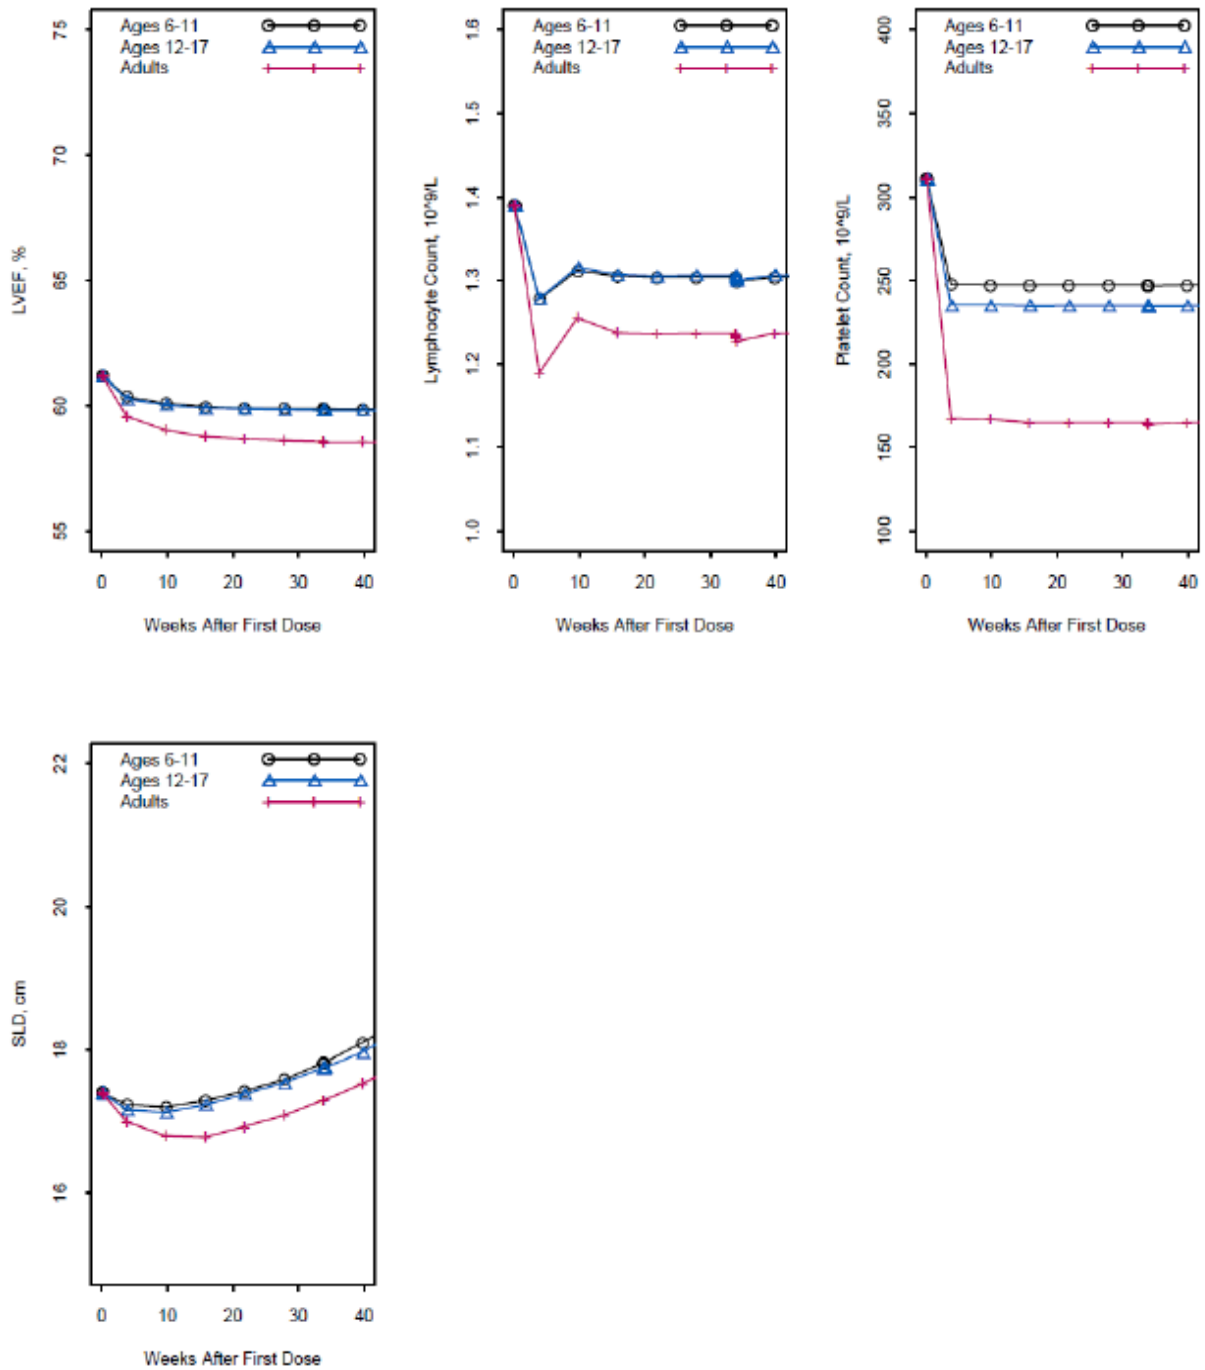 Ages 6-11
Ages 12-17
Adults
75
70
65
60
55
LVEF, %
0 10 20 30 40
Weeks After First Dose
Ages 6-11
Ages 12-17
Adults
1.6
1.5
1.4
1.3
1.2
1.1
1.0
Lymphocyte Count, 10^9/L
0 10 20 30 40
Weeks After First Dose
Ages 6-11
Ages 12-17
Adults
400
350
300
250
200
150
100
Platelet Count, 10^9/L
0 10 20 30 40
Weeks After First Dose
Ages 6-11
Ages 12-17
Adults
22
20
18
16
SLD, cm
0 10 20 30 40
Weeks After First Dose